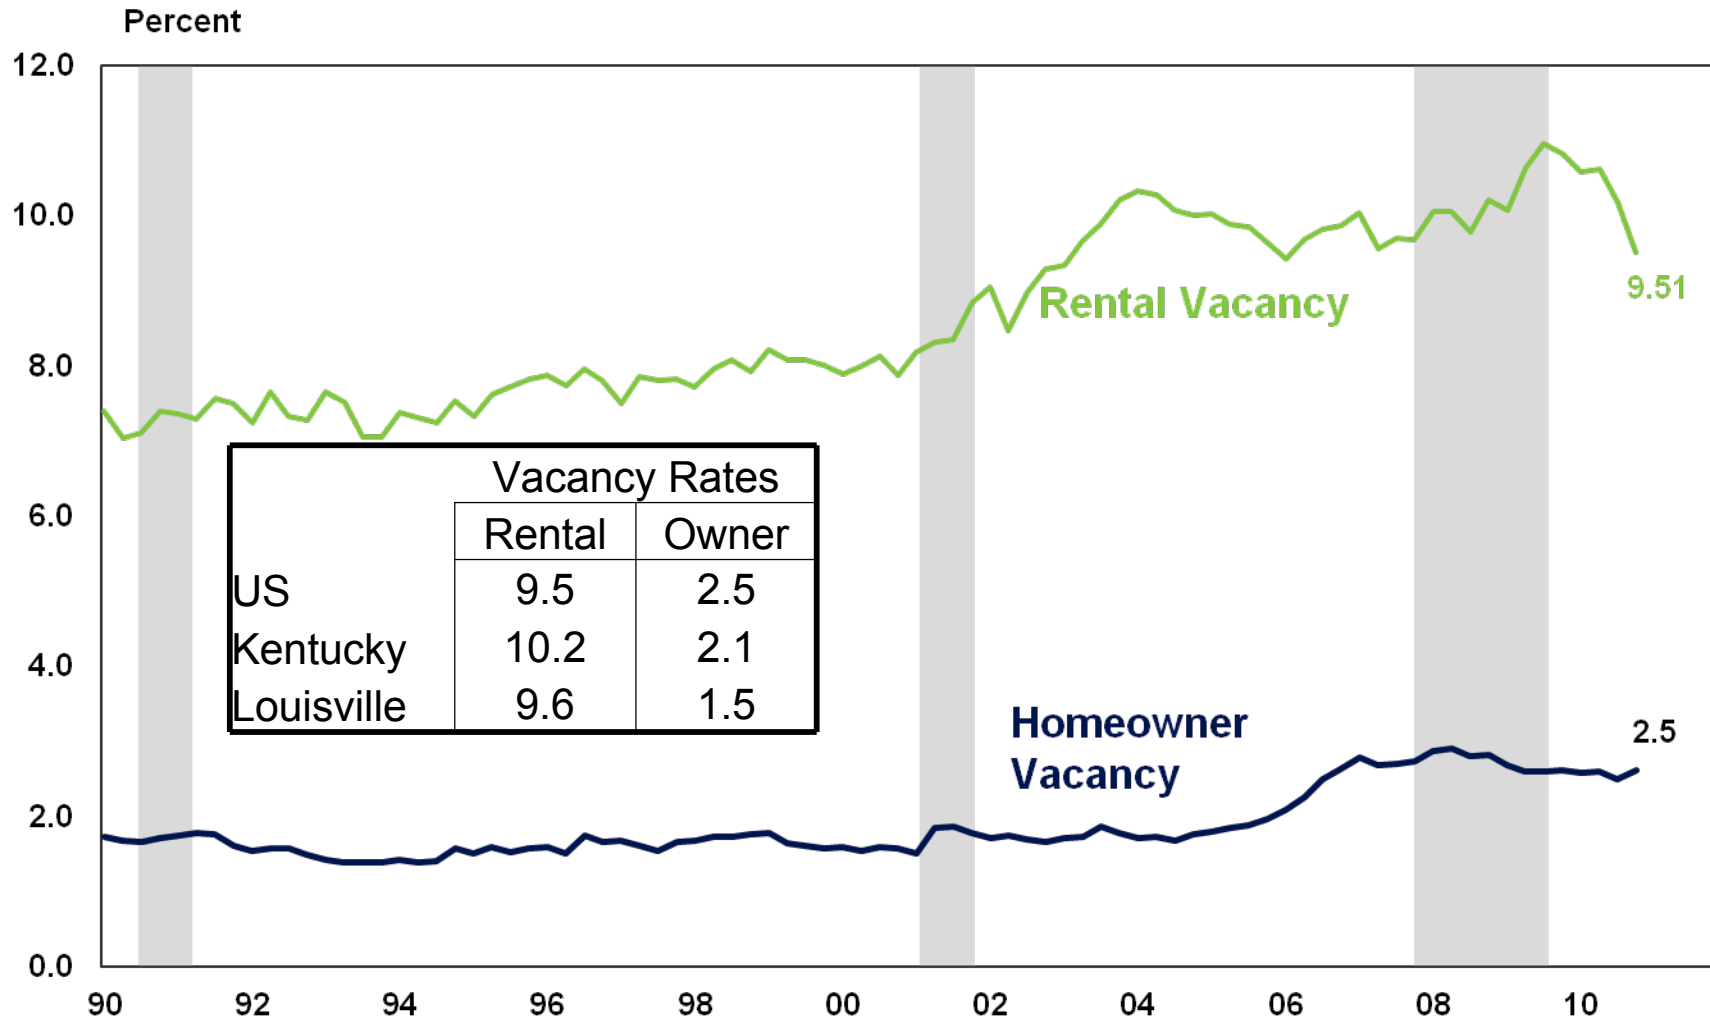 Percent
12.0
10.0
8.0
6.0
4.0
2.0
0.0
Rental Vacancy
9.51
Vacancy Rates
Rental Owner
US 9.5 2.5
Kentucky 10.2 2.1
Louisville 9.6 1.5
Homeowner
Vacancy
2.5
90 92 94 96 98 00 02 04 06 08 10